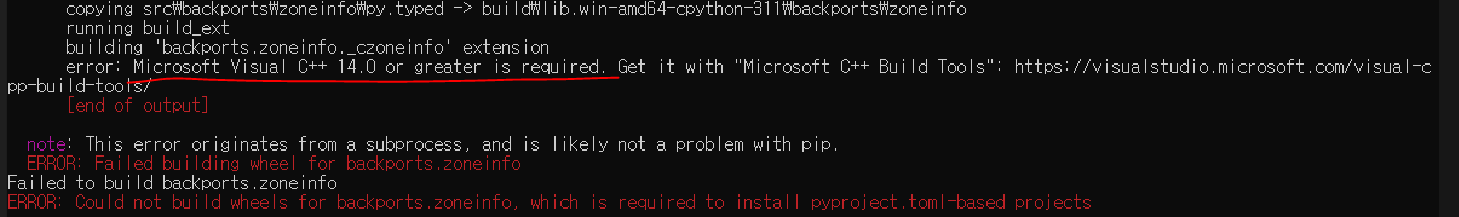 copying src₩backports₩zoneinfo₩py.typed -> build₩lib.win-amd64-cpython-311₩backports₩zoneinfo
running build_ext
building 'backports.zoneinfo._czoneinfo' extension
error: Microsoft Visual C++ 14.0 or greater is required. Get it with "Microsoft C++ Build Tools": https://visualstudio.microsoft.com/visual-c
pp-build-tools/
[end of output]
note: This error originates from a subprocess, and is likely not a problem with pip.
ERROR: Failed building wheel for backports.zoneinfo
Failed to build backports.zoneinfo
ERROR: Could not build wheels for backports.zoneinfo, which is required to install pyproject.toml-based projects